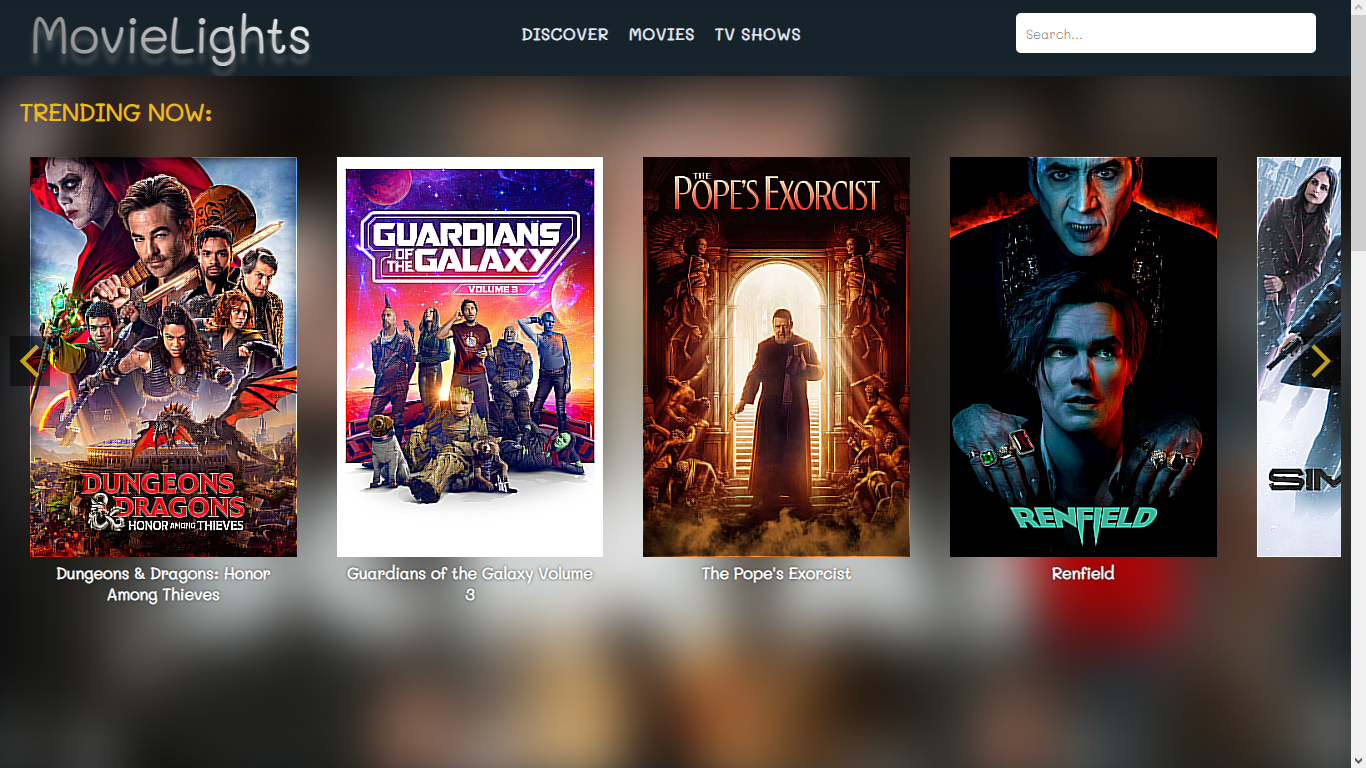 MovieLights
DISCOVER
MOVIES
TV SHOWS
Search...
TRENDING NOW:
DUNGEONS
& DRAGONS
HONOR AMONG THIEVES
GUARDIANS
OF THE GALAXY
VOLUME 3
THE
POPE'S EXORCIST
RENFIELD
SIM
Dungeons & Dragons: Honor
Among Thieves
Guardians of the Galaxy Volume
3
The Pope's Exorcist
Renfield